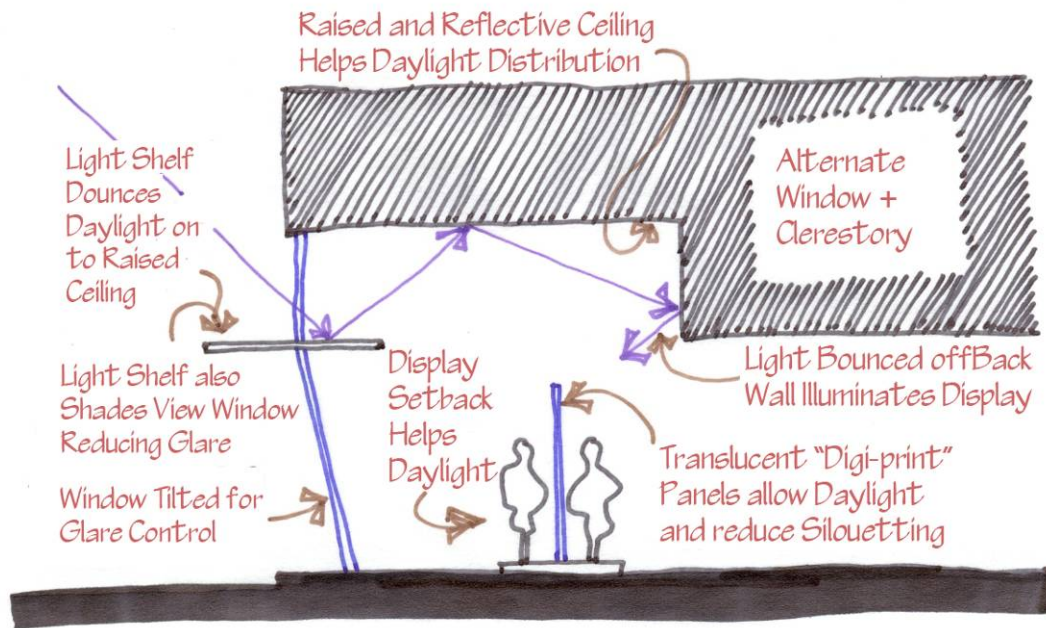 Raised and Reflective Ceiling
Helps Daylight Distribution
Light Shelf
Dounces
Daylight on
to Raised
Ceiling
Alternate
Window +
Clerestory
Light Shelf also
Shades View Window
Reducing Glare
Display
Setback
Helps
Daylight
Light Bounced offBack
Wall Illuminates Display
Window Tilted for
Glare Control
Translucent "Digi-print"
Panels allow Daylight
and reduce Silouetting